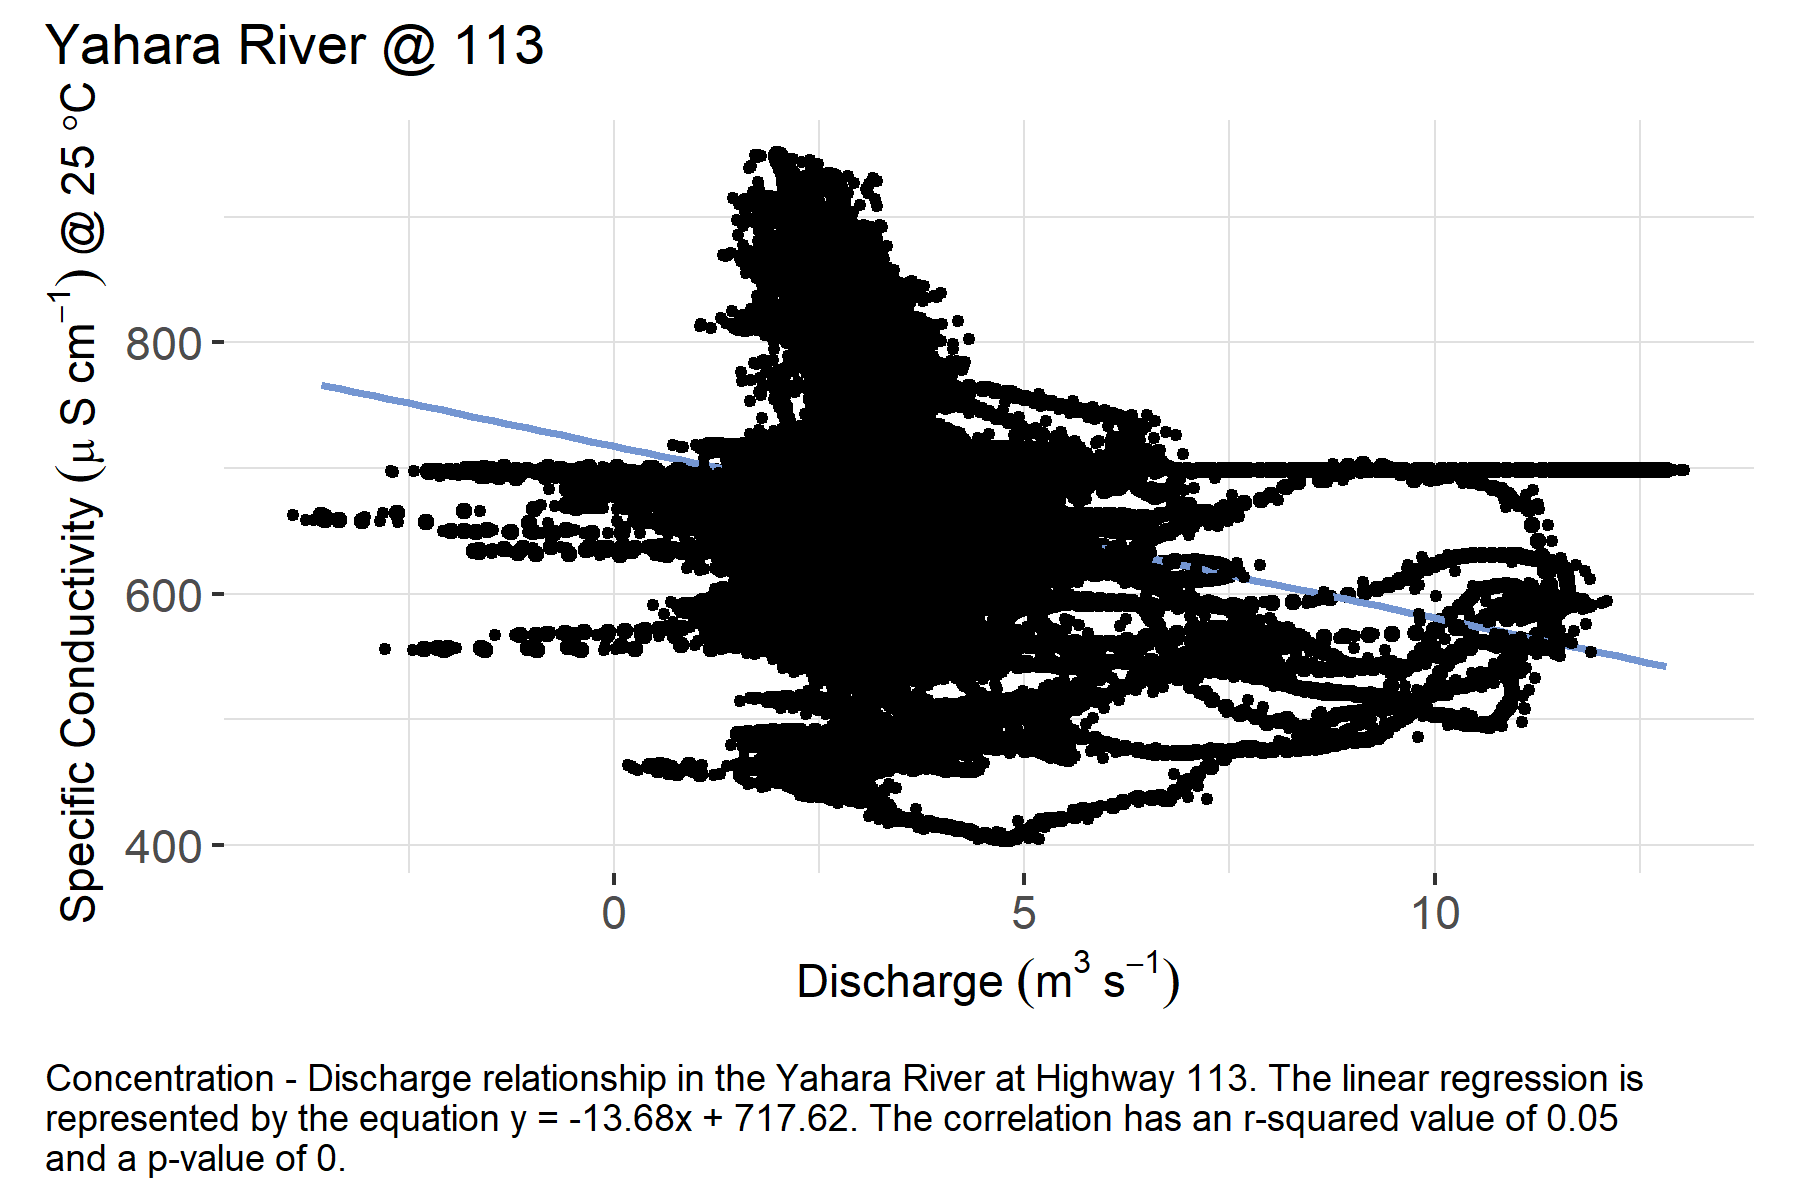 Yahara River @ 113
Specific Conductivity (μ S cm⁻¹) @ 25 °C
800
600
400
0 5 10
Discharge (m³ s⁻¹)
Concentration - Discharge relationship in the Yahara River at Highway 113. The linear regression is
represented by the equation y = -13.68x + 717.62. The correlation has an r-squared value of 0.05
and a p-value of 0.